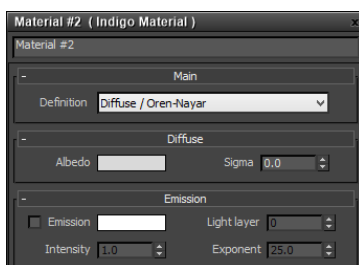 Material #2 ( Indigo Material ) x
Material #2
- Main
Definition Diffuse / Oren-Nayar
- Diffuse
Albedo Sigma 0.0
- Emission
Emission Light layer 0
Intensity 1.0 Exponent 25.0